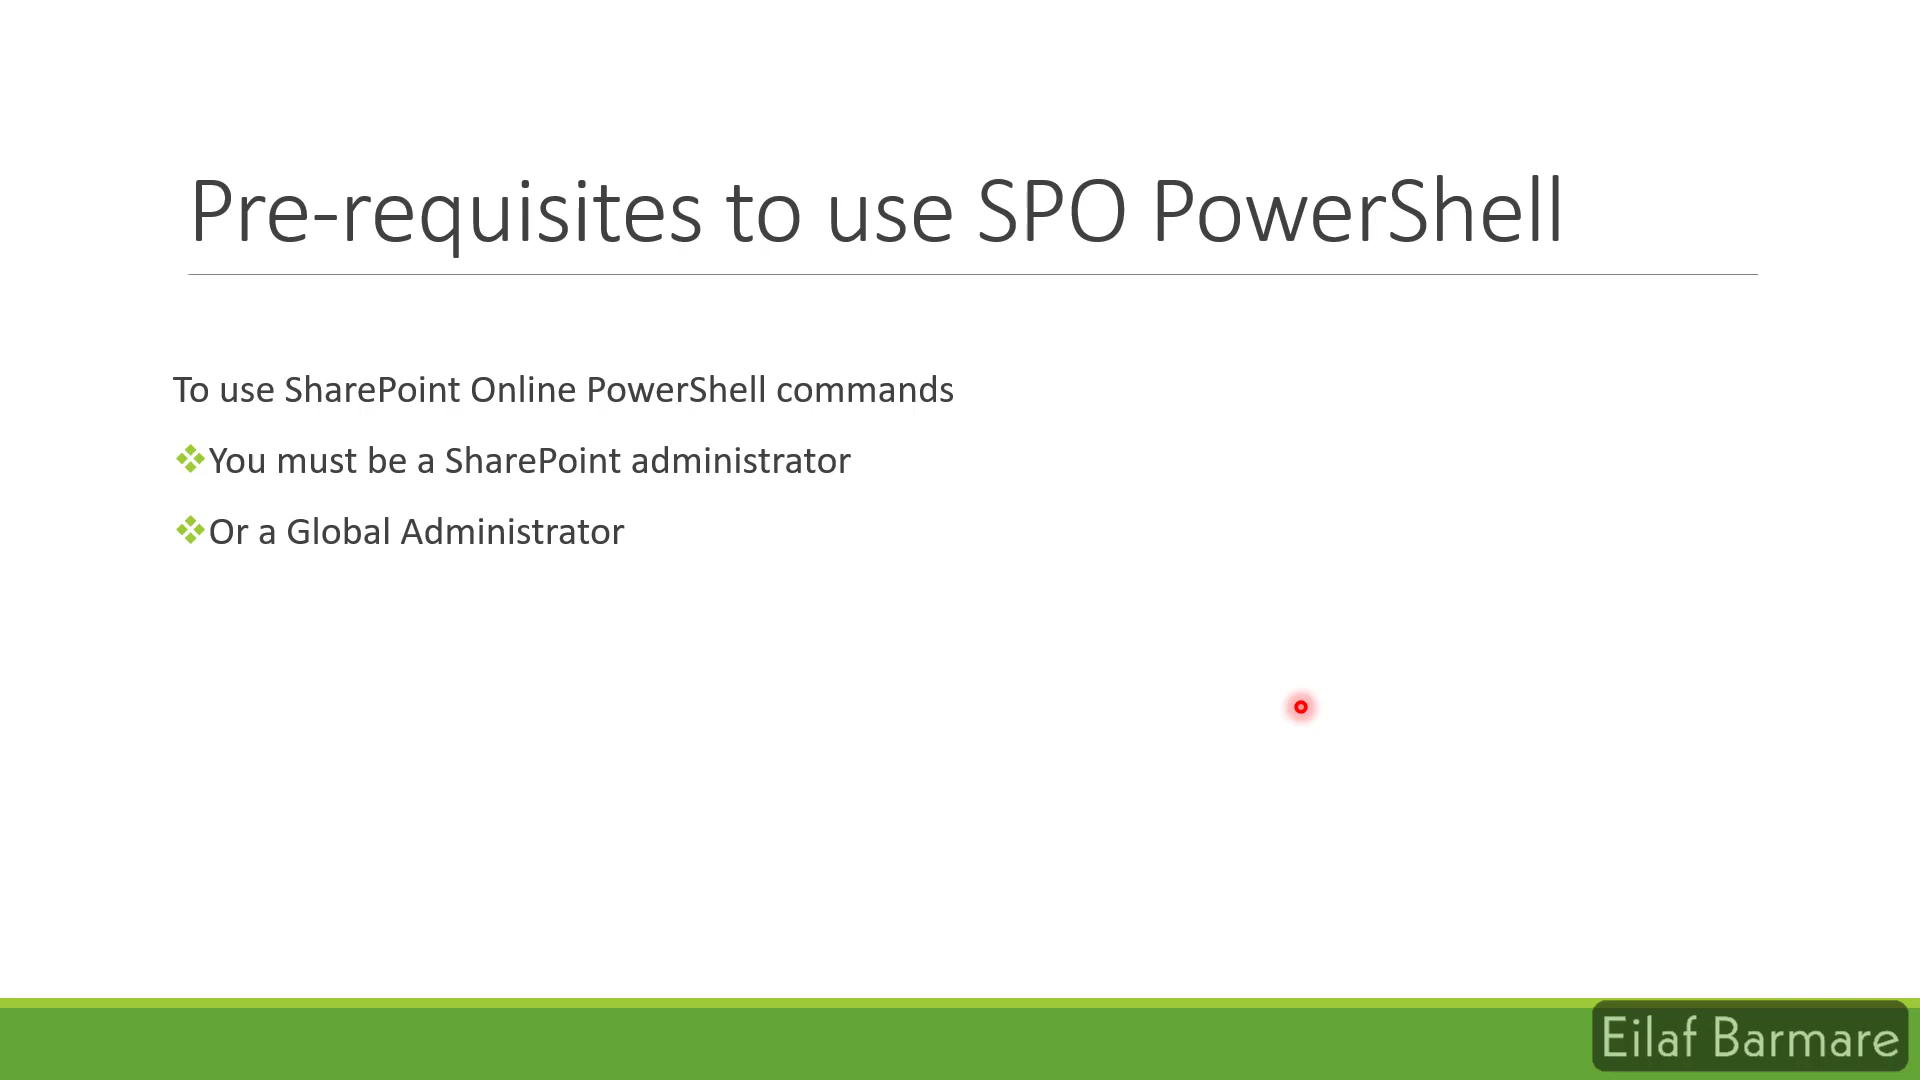 Pre-requisites to use SPO PowerShell
To use SharePoint Online PowerShell commands
You must be a SharePoint administrator
Or a Global Administrator
Eilaf Barmare